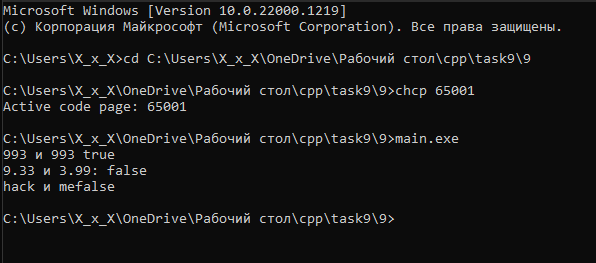 Microsoft Windows [Version 10.0.22000.1219]
(c) Корпорация Майкрософт (Microsoft Corporation). Все права защищены.
C:\Users\X_x_X>cd C:\Users\X_x_X\OneDrive\Рабочий стол\cpp\task9\9
C:\Users\X_x_X\OneDrive\Рабочий стол\cpp\task9\9>chcp 65001
Active code page: 65001
C:\Users\X_x_X\OneDrive\Рабочий стол\cpp\task9\9>main.exe
993 и 993 true
9.33 и 3.99: false
hack и mefalse
C:\Users\X_x_X\OneDrive\Рабочий стол\cpp\task9\9>